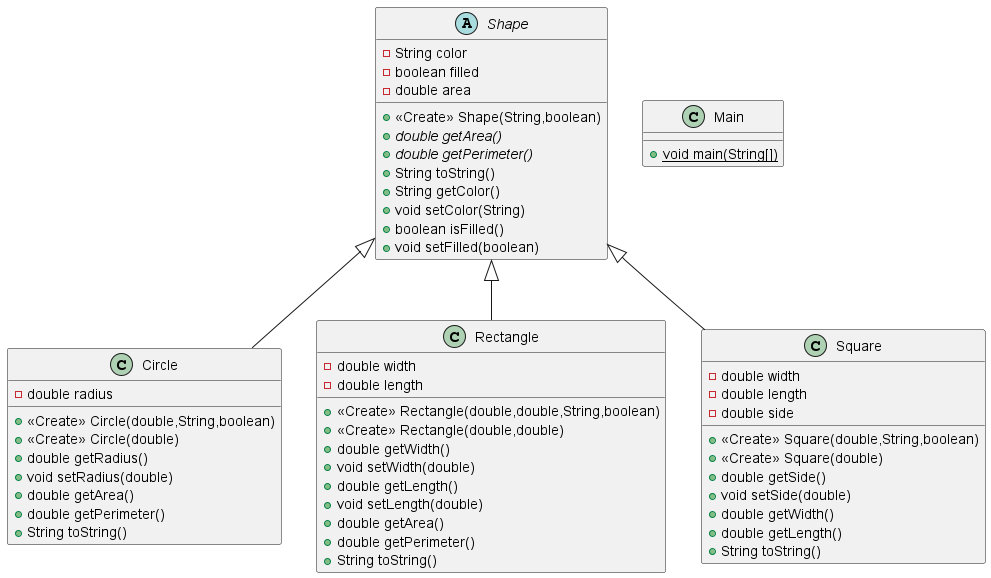 A Shape
String color
boolean filled
double area
«Create» Shape(String,boolean)
double getArea()
double getPerimeter()
String toString()
String getColor()
void setColor(String)
boolean isFilled()
void setFilled(boolean)
C Main
void main(String[])
C Circle
double radius
«Create» Circle(double,String,boolean)
«Create» Circle(double)
double getRadius()
void setRadius(double)
double getArea()
double getPerimeter()
String toString()
C Rectangle
double width
double length
«Create» Rectangle(double,double,String,boolean)
«Create» Rectangle(double,double)
double getWidth()
void setWidth(double)
double getLength()
void setLength(double)
double getArea()
double getPerimeter()
String toString()
C Square
double width
double length
double side
«Create» Square(double,String,boolean)
«Create» Square(double)
double getSide()
void setSide(double)
double getWidth()
double getLength()
String toString()